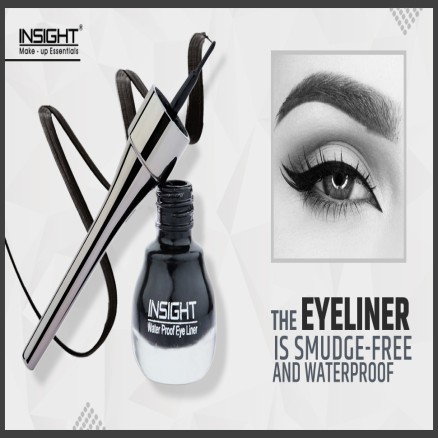 INSIGHT®
Make - up Essentials
INSIGHT
Water Proof Eye Liner
THE EYELINER
IS SMUDGE-FREE
AND WATERPROOF